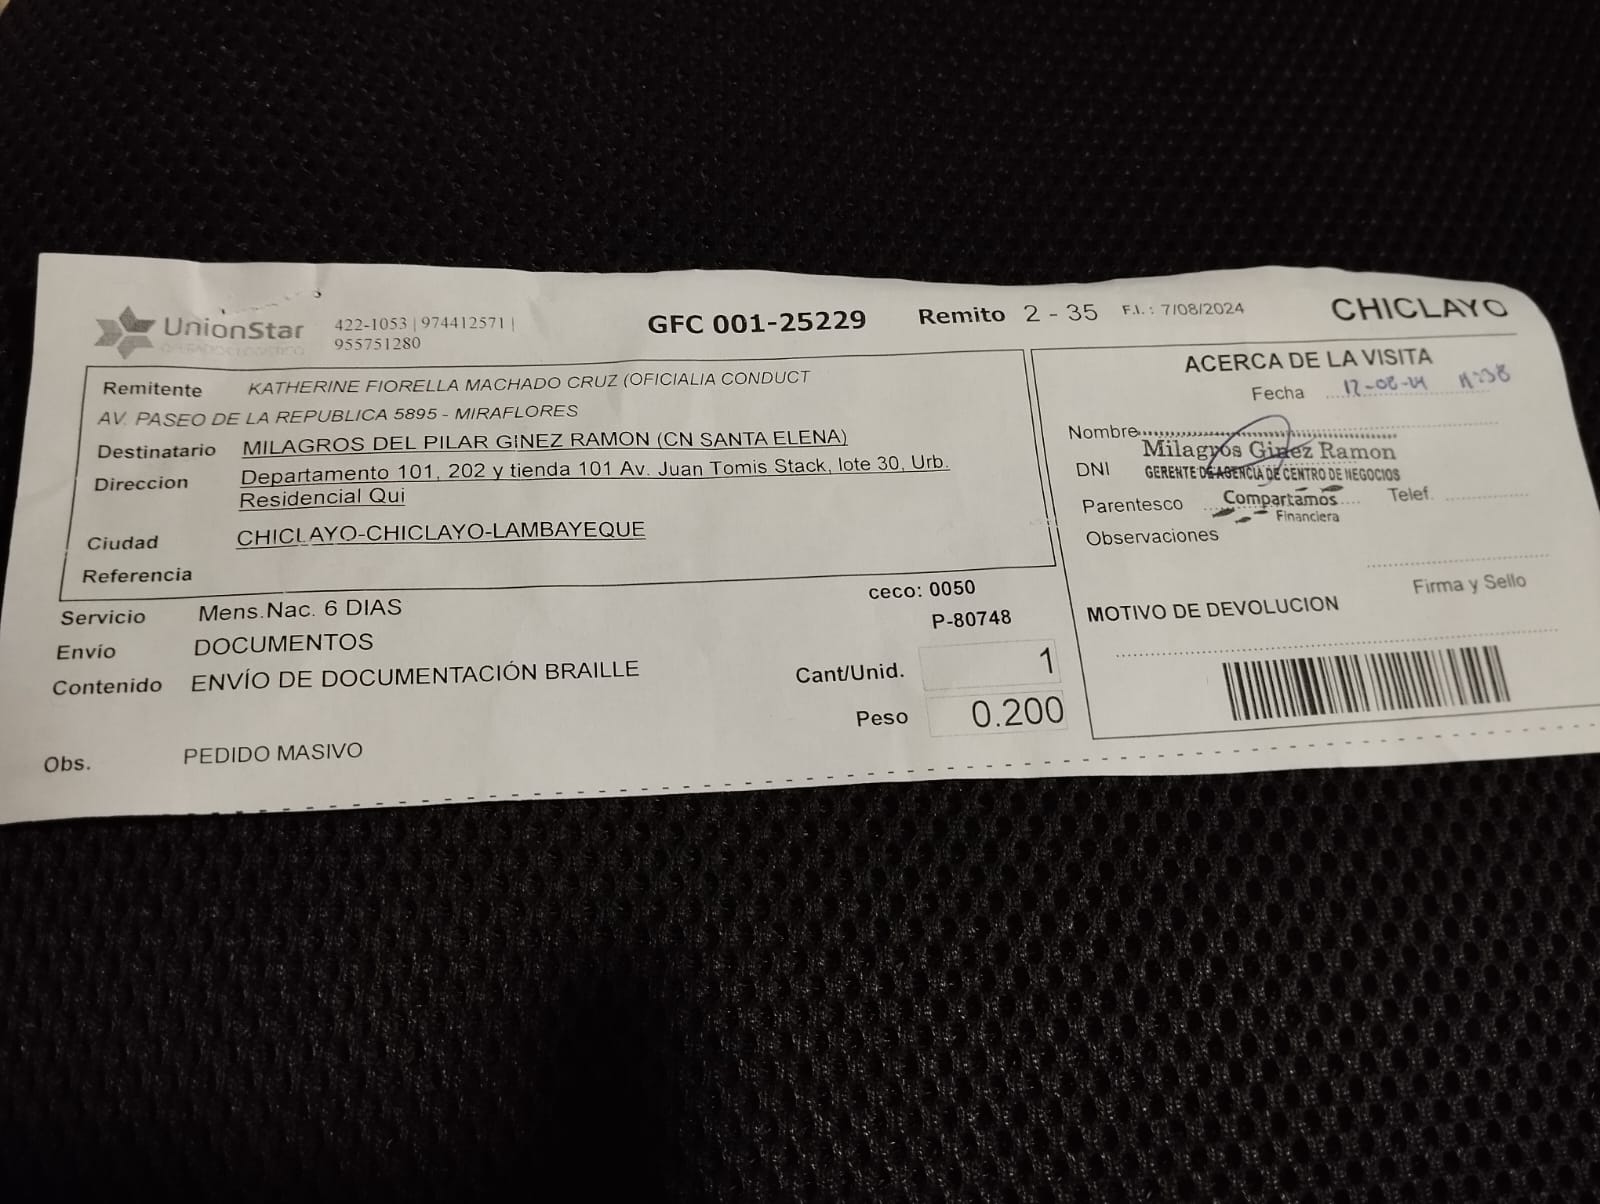 UnionStar
422-1053 | 974412571 |
955751280
GFC 001-25229
Remito 2 - 35
F.I. : 7/08/2024
CHICLAYO
Remitente KATHERINE FIORELLA MACHADO CRUZ (OFICIALIA CONDUCT
AV. PASEO DE LA REPUBLICA 5895 - MIRAFLORES
Destinatario MILAGROS DEL PILAR GINEZ RAMON (CN SANTA ELENA)
Direccion Departamento 101, 202 y tienda 101 Av. Juan Tomis Stack, lote 30, Urb.
Residencial Qui
Ciudad CHICLAYO-CHICLAYO-LAMBAYEQUE
Referencia
Servicio Mens.Nac. 6 DIAS
Envío DOCUMENTOS
Contenido ENVÍO DE DOCUMENTACIÓN BRAILLE
Obs. PEDIDO MASIVO
ceco: 0050
P-80748
Cant/Unid. 1
Peso 0.200
ACERCA DE LA VISITA
Fecha
Nombre
Milagros Ginez Ramon
DNI GERENTE DE AGENCIA DE CENTRO DE NEGOCIOS
Parentesco Compartamos Telef.
Financiera
Observaciones
Firma y Sello
MOTIVO DE DEVOLUCION